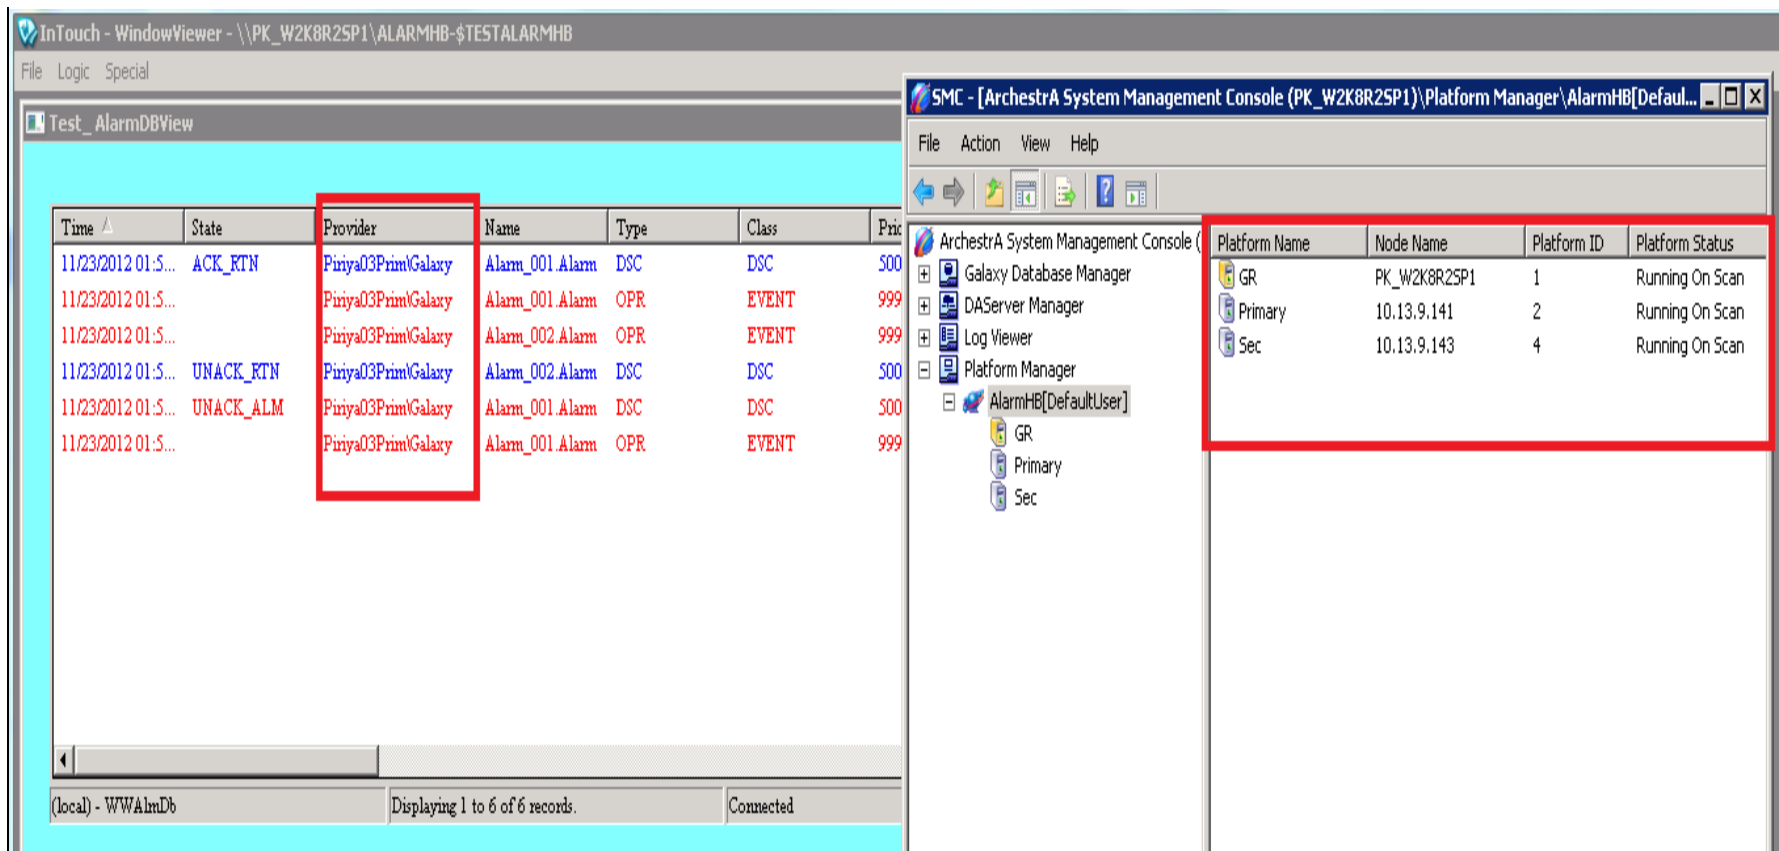 InTouch - WindowViewer - \\PK_W2K8R2SP1\ALARMHB-$TESTALARMHB
File Logic Special
Test_ AlarmDBView
Time State Provider Name Type Class Pric
11/23/2012 01:5... ACK_RTN Piriya03Prim\Galaxy Alarm_001.Alarm DSC DSC 500
11/23/2012 01:5... Piriya03Prim\Galaxy Alarm_001.Alarm OPR EVENT 999
11/23/2012 01:5... Piriya03Prim\Galaxy Alarm_002.Alarm OPR EVENT 999
11/23/2012 01:5... UNACK_RTN Piriya03Prim\Galaxy Alarm_002.Alarm DSC DSC 500
11/23/2012 01:5... UNACK_ALM Piriya03Prim\Galaxy Alarm_001.Alarm DSC DSC 500
11/23/2012 01:5... Piriya03Prim\Galaxy Alarm_001.Alarm OPR EVENT 999
(local) - WWAlmDb Displaying 1 to 6 of 6 records. Connected
SMC - [ArchestrA System Management Console (PK_W2K8R2SP1)\Platform Manager\AlarmHB[Defaul...
File Action View Help
ArchestrA System Management Console (
Galaxy Database Manager
DAServer Manager
Log Viewer
Platform Manager
AlarmHB[DefaultUser]
GR
Primary
Sec
Platform Name Node Name Platform ID Platform Status
GR PK_W2K8R2SP1 1 Running On Scan
Primary 10.13.9.141 2 Running On Scan
Sec 10.13.9.143 4 Running On Scan